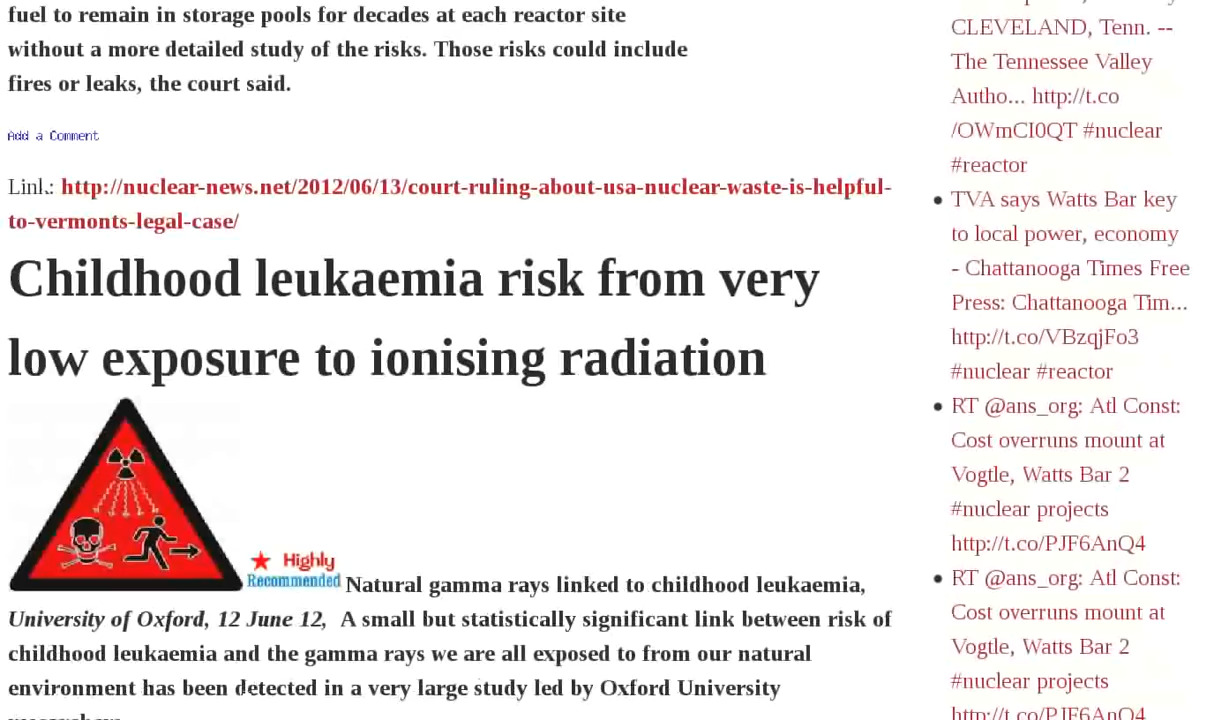 fuel to remain in storage pools for decades at each reactor site
without a more detailed study of the risks. Those risks could include
fires or leaks, the court said.
Add a Comment
Link: http://nuclear-news.net/2012/06/13/court-ruling-about-usa-nuclear-waste-is-helpful-
to-vermonts-legal-case/
Childhood leukaemia risk from very
low exposure to ionising radiation
Highly
Recommended
Natural gamma rays linked to childhood leukaemia,
University of Oxford, 12 June 12, A small but statistically significant link between risk of
childhood leukaemia and the gamma rays we are all exposed to from our natural
environment has been detected in a very large study led by Oxford University
CLEVELAND, Tenn. --
The Tennessee Valley
Autho... http://t.co
/OWmCI0QT #nuclear
#reactor
• TVA says Watts Bar key
to local power, economy
- Chattanooga Times Free
Press: Chattanooga Tim...
http://t.co/VBzqjFo3
#nuclear #reactor
• RT @ans_org: Atl Const:
Cost overruns mount at
Vogtle, Watts Bar 2
#nuclear projects
http://t.co/PJF6AnQ4
• RT @ans_org: Atl Const:
Cost overruns mount at
Vogtle, Watts Bar 2
#nuclear projects
http://t.co/PJF6AnQ4